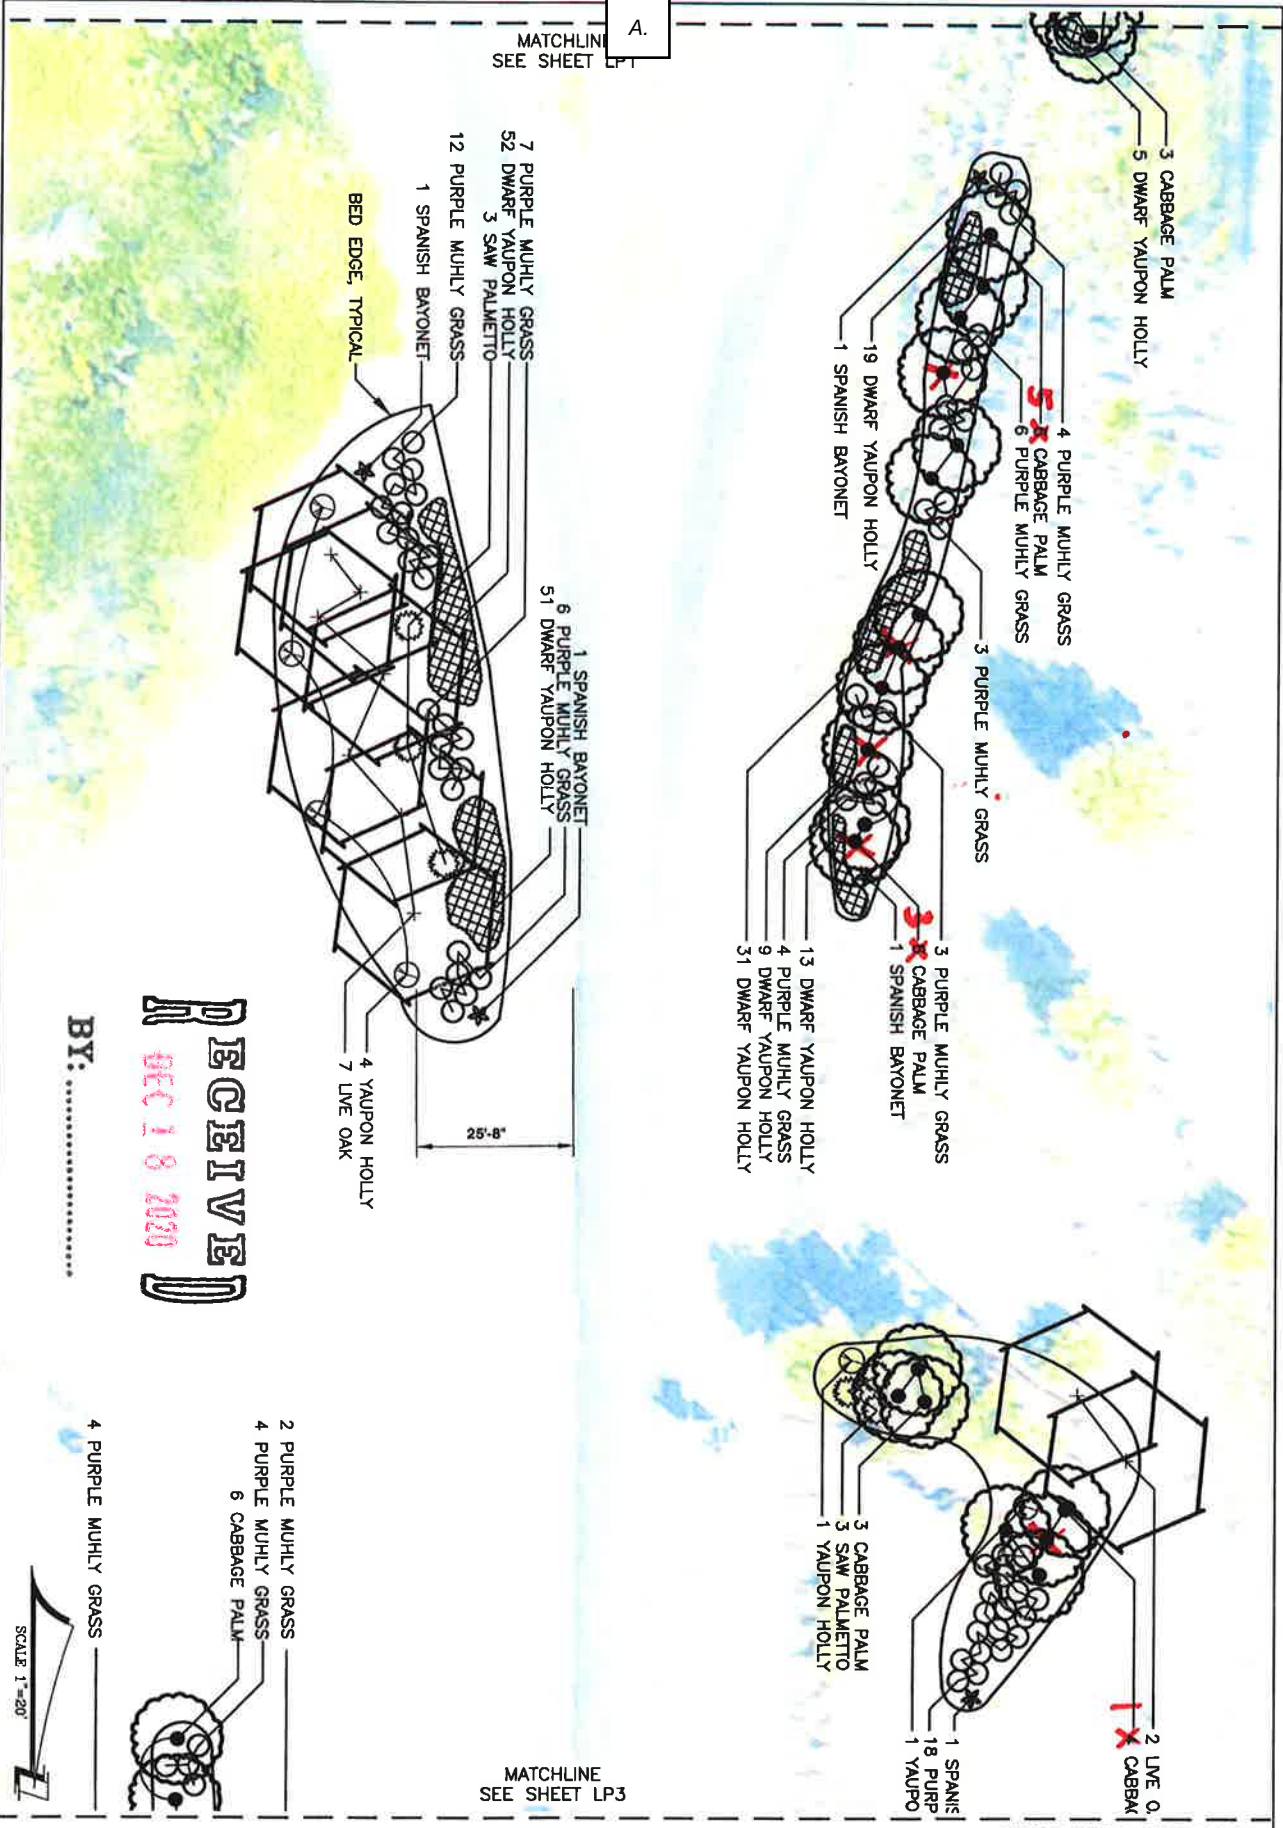 A.
MATCHLINE
SEE SHEET LP1
3 CABBAGE PALM
5 DWARF YAUPON HOLLY
4 PURPLE MUHLY GRASS
5 CABBAGE PALM
6 PURPLE MUHLY GRASS
19 DWARF YAUPON HOLLY
1 SPANISH BAYONET
3 PURPLE MUHLY GRASS
3 PURPLE MUHLY GRASS
3 CABBAGE PALM
1 SPANISH BAYONET
13 DWARF YAUPON HOLLY
4 PURPLE MUHLY GRASS
9 DWARF YAUPON HOLLY
31 DWARF YAUPON HOLLY
7 PURPLE MUHLY GRASS
52 DWARF YAUPON HOLLY
3 SAW PALMETTO
12 PURPLE MUHLY GRASS
1 SPANISH BAYONET
BED EDGE, TYPICAL
1 SPANISH BAYONET
6 PURPLE MUHLY GRASS
51 DWARF YAUPON HOLLY
25'-8"
4 YAUPON HOLLY
7 LIVE OAK
RECEIVED
DEC 18 2020
BY:
2 LIVE O
1 CABBA
3 CABBAGE PALM
3 SAW PALMETTO
1 YAUPON HOLLY
1 SPANIS
18 PURP
1 YAUPO
2 PURPLE MUHLY GRASS
4 PURPLE MUHLY GRASS
6 CABBAGE PALM
4 PURPLE MUHLY GRASS
SCALE 1"=20'
MATCHLINE
SEE SHEET LP3